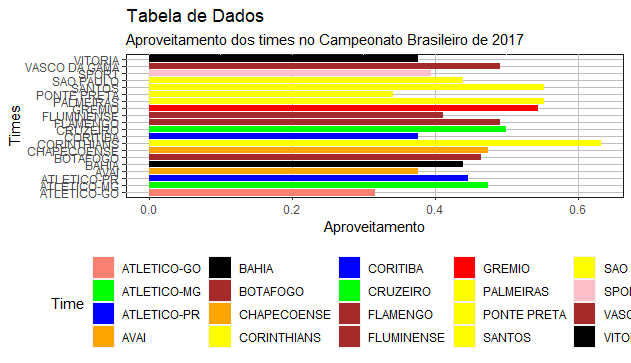 Tabela de Dados
Aproveitamento dos times no Campeonato Brasileiro de 2017
VITORIA
VASCO DA GAMA
SPORT
SAO PAULO
SANTOS
PONTE PRETA
PALMEIRAS
GREMIO
FLUMINENSE
FLAMENGO
CRUZEIRO
CORITIBA
CORINTHIANS
CHAPECOENSE
BOTAFOGO
BAHIA
AVAI
ATLETICO-PR
ATLETICO-MG
ATLETICO-GO
Times
0.0 0.2 0.4 0.6
Aproveitamento
Time
ATLETICO-GO BAHIA CORITIBA GREMIO SAO
ATLETICO-MG BOTAFOGO CRUZEIRO PALMEIRAS SPO
ATLETICO-PR CHAPECOENSE FLAMENGO PONTE PRETA VASC
AVAI CORINTHIANS FLUMINENSE SANTOS VITO